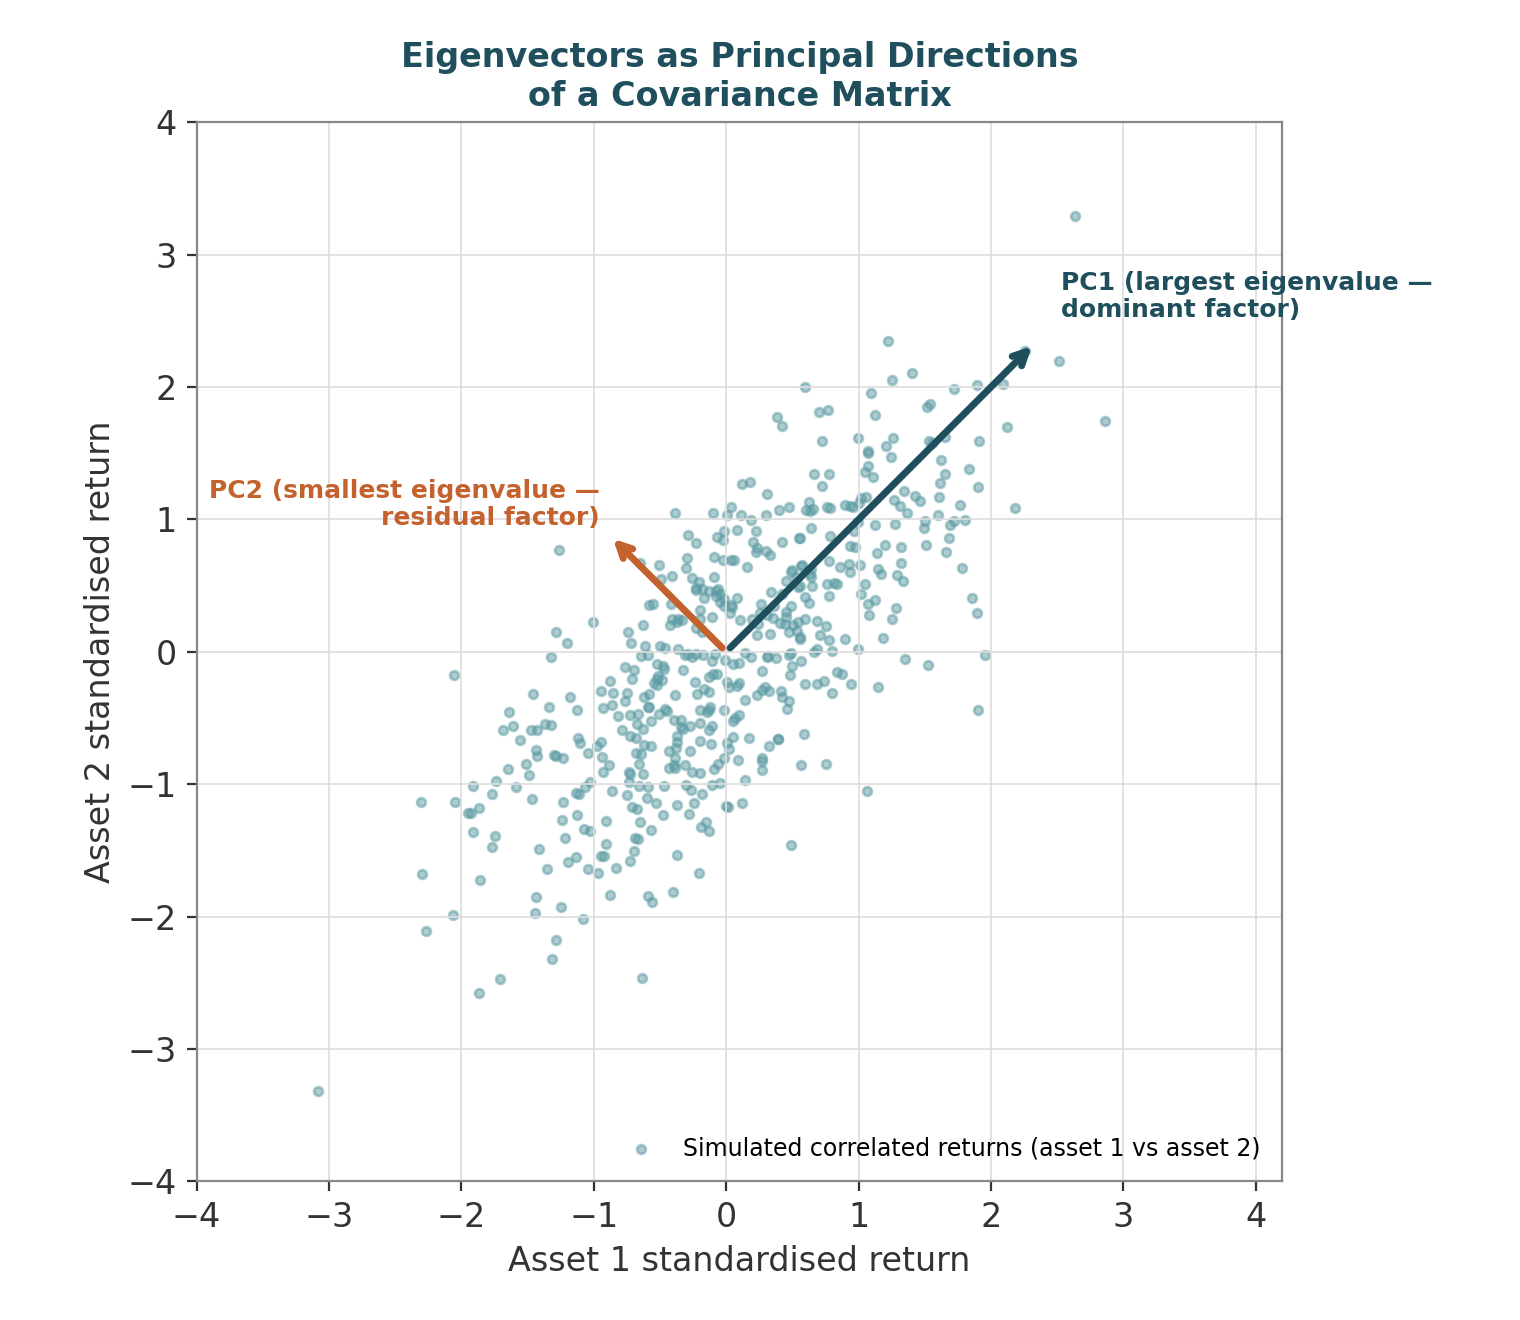 Eigenvectors as Principal Directions
of a Covariance Matrix
4
3
2
1
0
−1
−2
−3
−4
Asset 2 standardised return
PC1 (largest eigenvalue —
dominant factor)
PC2 (smallest eigenvalue —
residual factor)
Simulated correlated returns (asset 1 vs asset 2)
−4 −3 −2 −1 0 1 2 3 4
Asset 1 standardised return